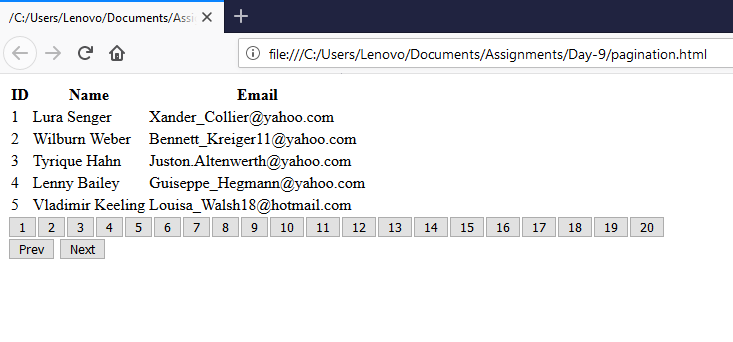 /C:/Users/Lenovo/Documents/Assi
file:///C:/Users/Lenovo/Documents/Assignments/Day-9/pagination.html
ID Name Email
1 Lura Senger Xander_Collier@yahoo.com
2 Wilburn Weber Bennett_Kreiger11@yahoo.com
3 Tyrique Hahn Juston.Altenwerth@yahoo.com
4 Lenny Bailey Guiseppe_Hegmann@yahoo.com
5 Vladimir Keeling Louisa_Walsh18@hotmail.com
1 2 3 4 5 6 7 8 9 10 11 12 13 14 15 16 17 18 19 20
Prev Next